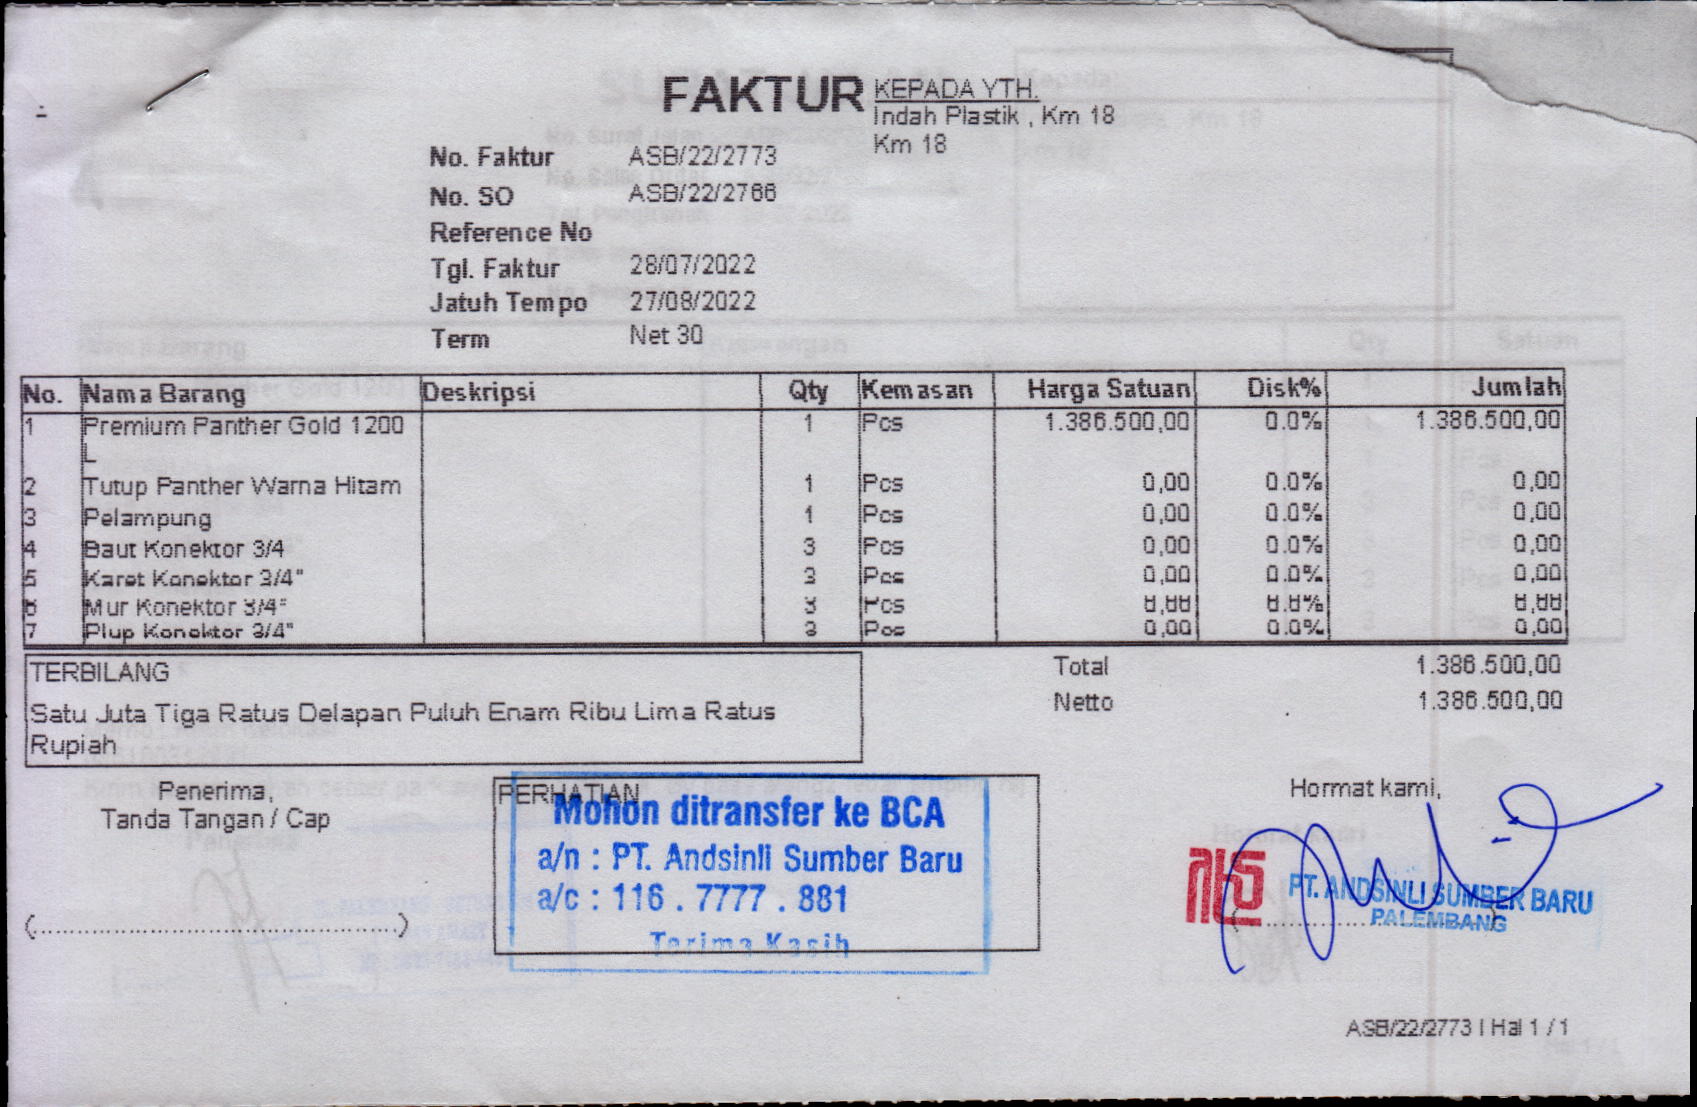 FAKTUR
KEPADA YTH.
Indah Plastik , Km 18
Km 18
No. Faktur ASB/22/2773
No. SO ASB/22/2766
Reference No
Tgl. Faktur 28/07/2022
Jatuh Tempo 27/08/2022
Term Net 30
No. Nama Barang Deskripsi Qty Kemasan Harga Satuan Disk% Jumlah
1 Premium Panther Gold 1200 1 Pcs 1.386.500,00 0.0% 1.386.500,00
L
2 Tutup Panther Warna Hitam 1 Pcs 0,00 0.0% 0,00
3 Pelampung 1 Pcs 0,00 0.0% 0,00
4 Baut Konektor 3/4 3 Pcs 0,00 0.0% 0,00
5 Karet Konektor 3/4" 3 Pcs 0,00 0.0% 0,00
6 Mur Konektor 3/4" 3 Pcs 0,00 0.0% 0,00
7 Plup Konektor 3/4" 3 Pcs 0,00 0.0% 0,00
TERBILANG
Satu Juta Tiga Ratus Delapan Puluh Enam Ribu Lima Ratus
Rupiah
Total 1.386.500,00
Netto 1.386.500,00
Penerima,
Tanda Tangan / Cap
(..........)
PERHATIAN
Mohon ditransfer ke BCA
a/n : PT. Andsinli Sumber Baru
a/c : 116 . 7777 . 881
Terima Kasih
Hormat kami,
PT. ANDSINLI SUMBER BARU
PALEMBANG
ASB/22/2773 | Hal 1 / 1